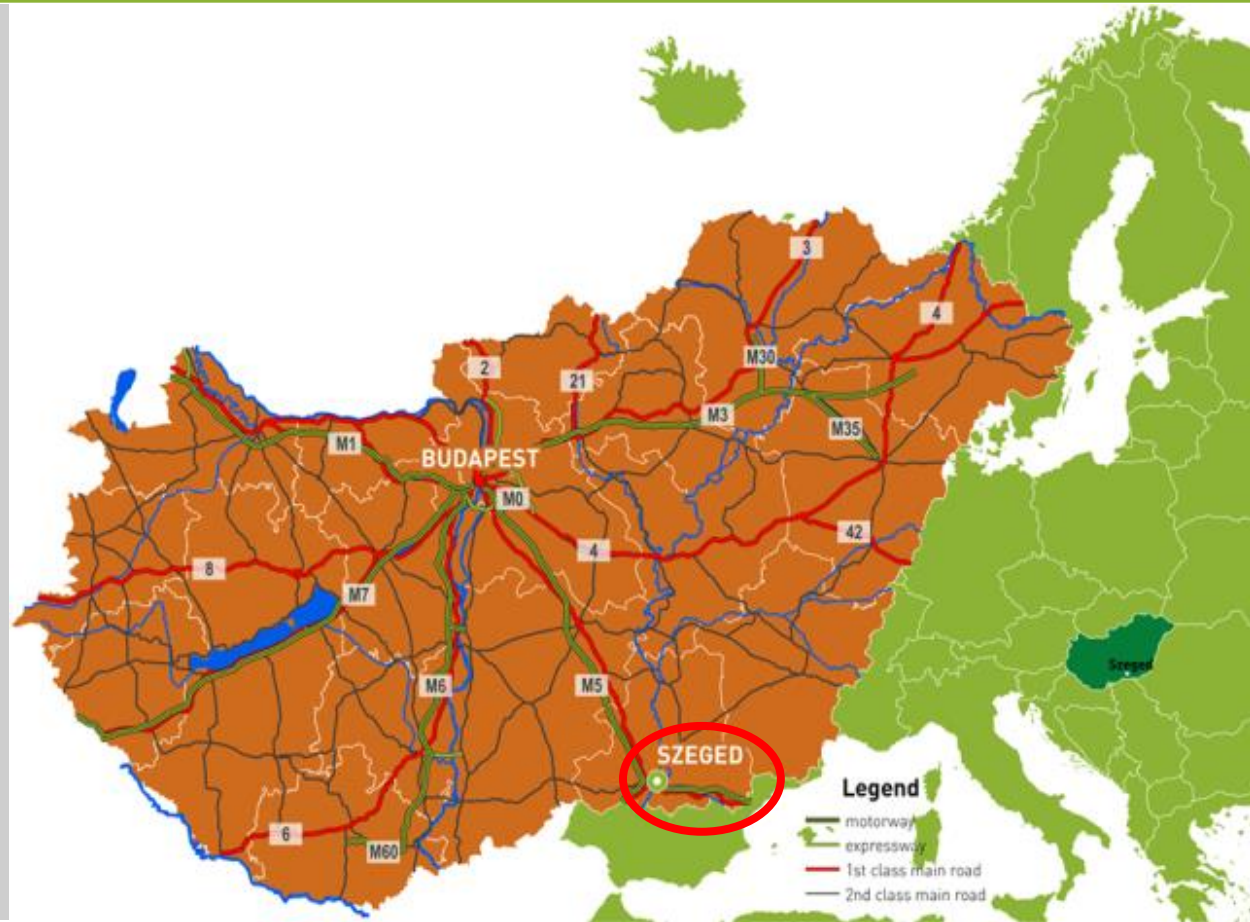 3
4
M30
2
21
M3
M35
M1
BUDAPEST
M0
42
4
8
M7
M6
M5
Szeged
SZEGED
6
M60
Legend
motorway
expressway
1st class main road
2nd class main road